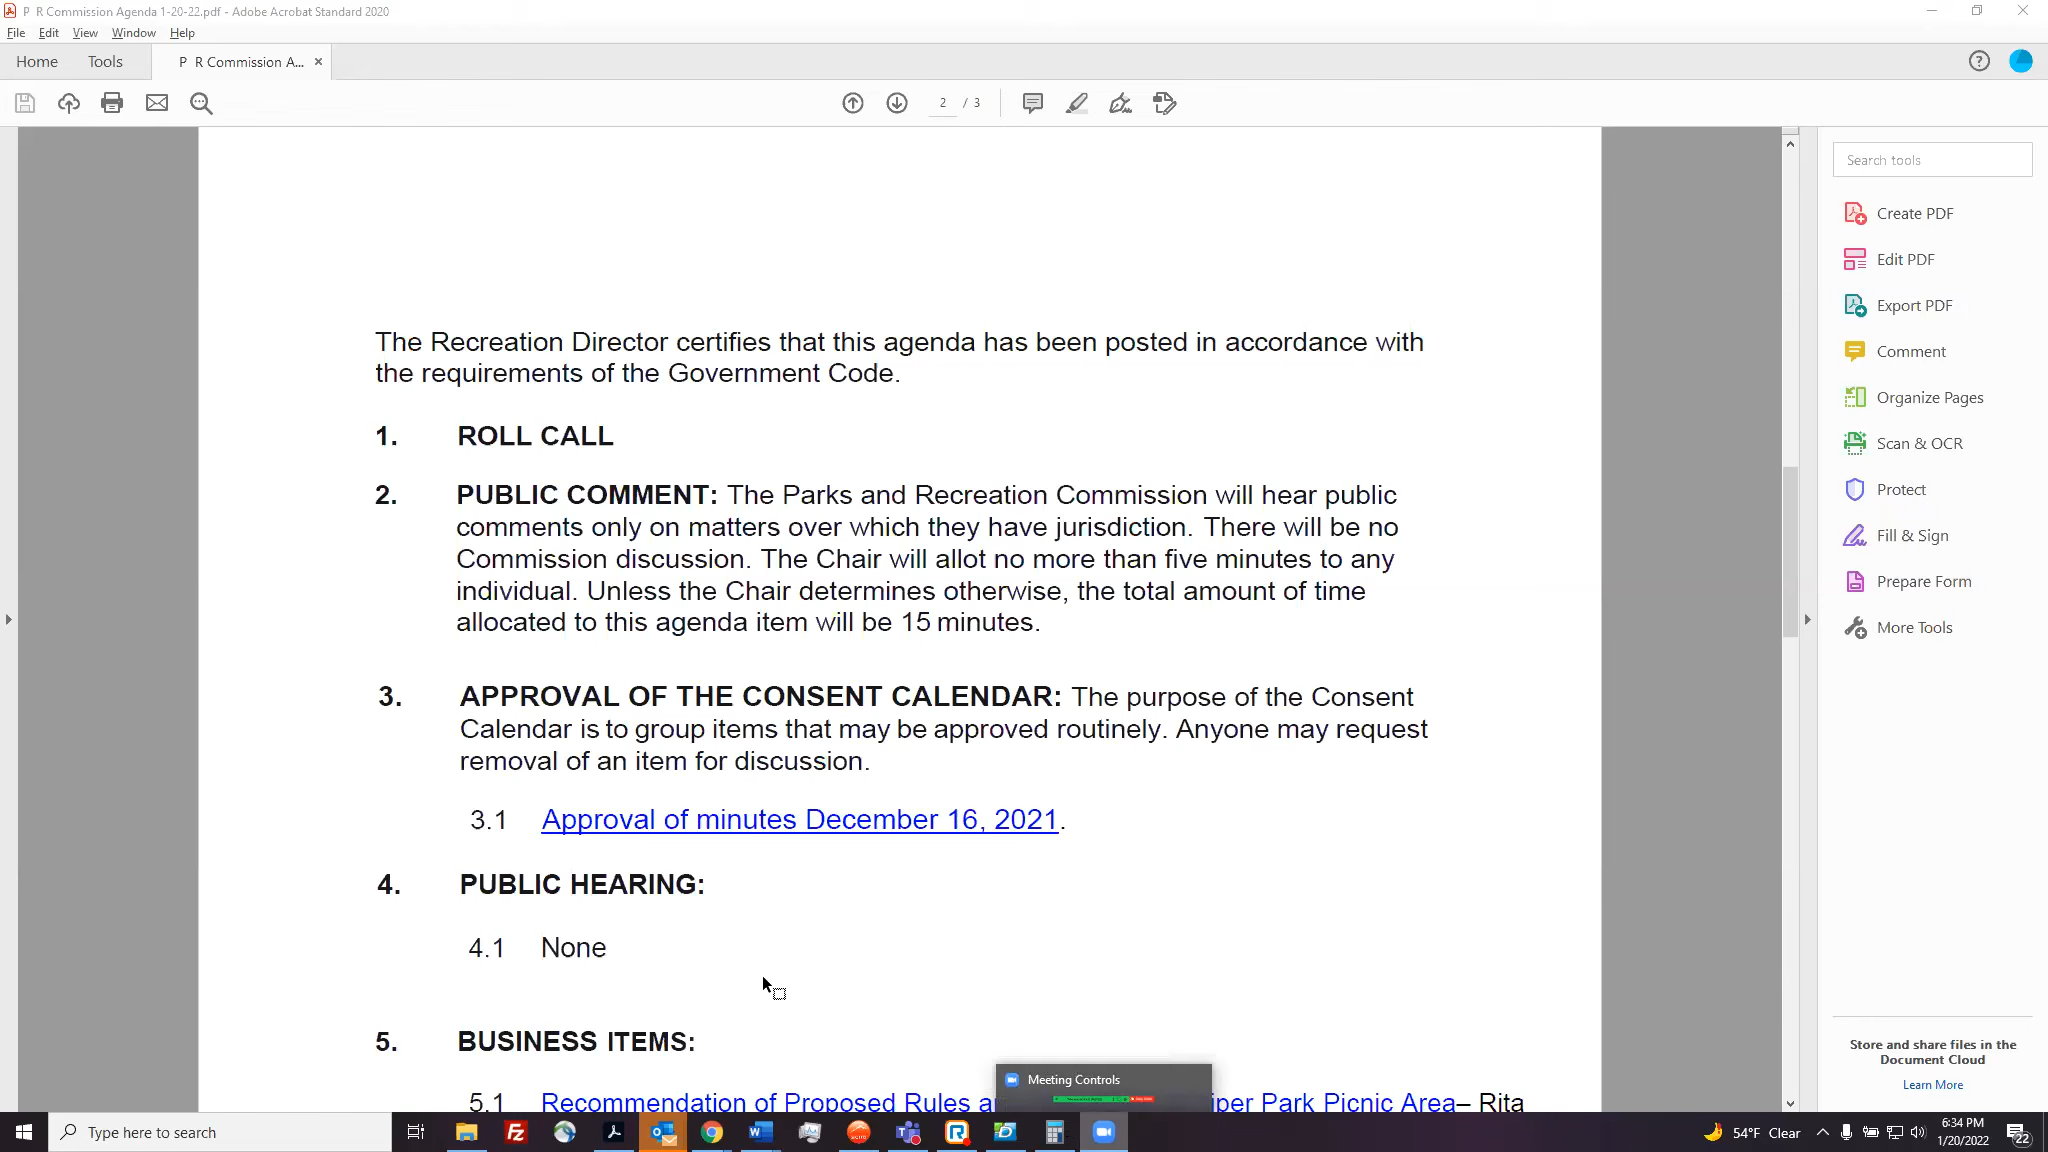 P R Commission Agenda 1-20-22.pdf - Adobe Acrobat Standard 2020
File Edit View Window Help
Home Tools P R Commission A... ×
2 / 3
Search tools
Create PDF
Edit PDF
Export PDF
Comment
Organize Pages
Scan & OCR
Protect
Fill & Sign
Prepare Form
More Tools
Store and share files in the
Document Cloud
Learn More
The Recreation Director certifies that this agenda has been posted in accordance with
the requirements of the Government Code.
1. ROLL CALL
2. PUBLIC COMMENT: The Parks and Recreation Commission will hear public
comments only on matters over which they have jurisdiction. There will be no
Commission discussion. The Chair will allot no more than five minutes to any
individual. Unless the Chair determines otherwise, the total amount of time
allocated to this agenda item will be 15 minutes.
3. APPROVAL OF THE CONSENT CALENDAR: The purpose of the Consent
Calendar is to group items that may be approved routinely. Anyone may request
removal of an item for discussion.
3.1 Approval of minutes December 16, 2021.
4. PUBLIC HEARING:
4.1 None
5. BUSINESS ITEMS:
5.1 Recommendation of Proposed Rules Park Picnic Area– Rita
Meeting Controls
Type here to search
54°F Clear
6:34 PM
1/20/2022
22